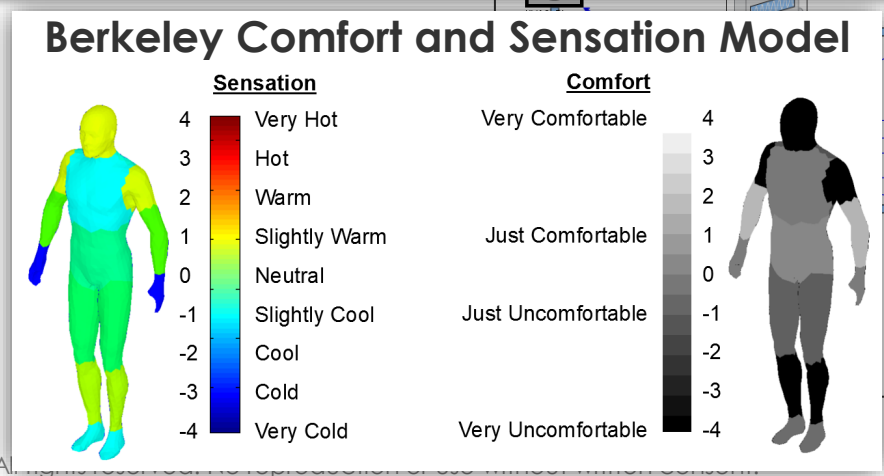 Berkeley Comfort and Sensation Model
Sensation
4 Very Hot
3 Hot
2 Warm
1 Slightly Warm
0 Neutral
-1 Slightly Cool
-2 Cool
-3 Cold
-4 Very Cold
Comfort
Very Comfortable 4
3
2
Just Comfortable 1
0
Just Uncomfortable -1
-2
-3
Very Uncomfortable -4